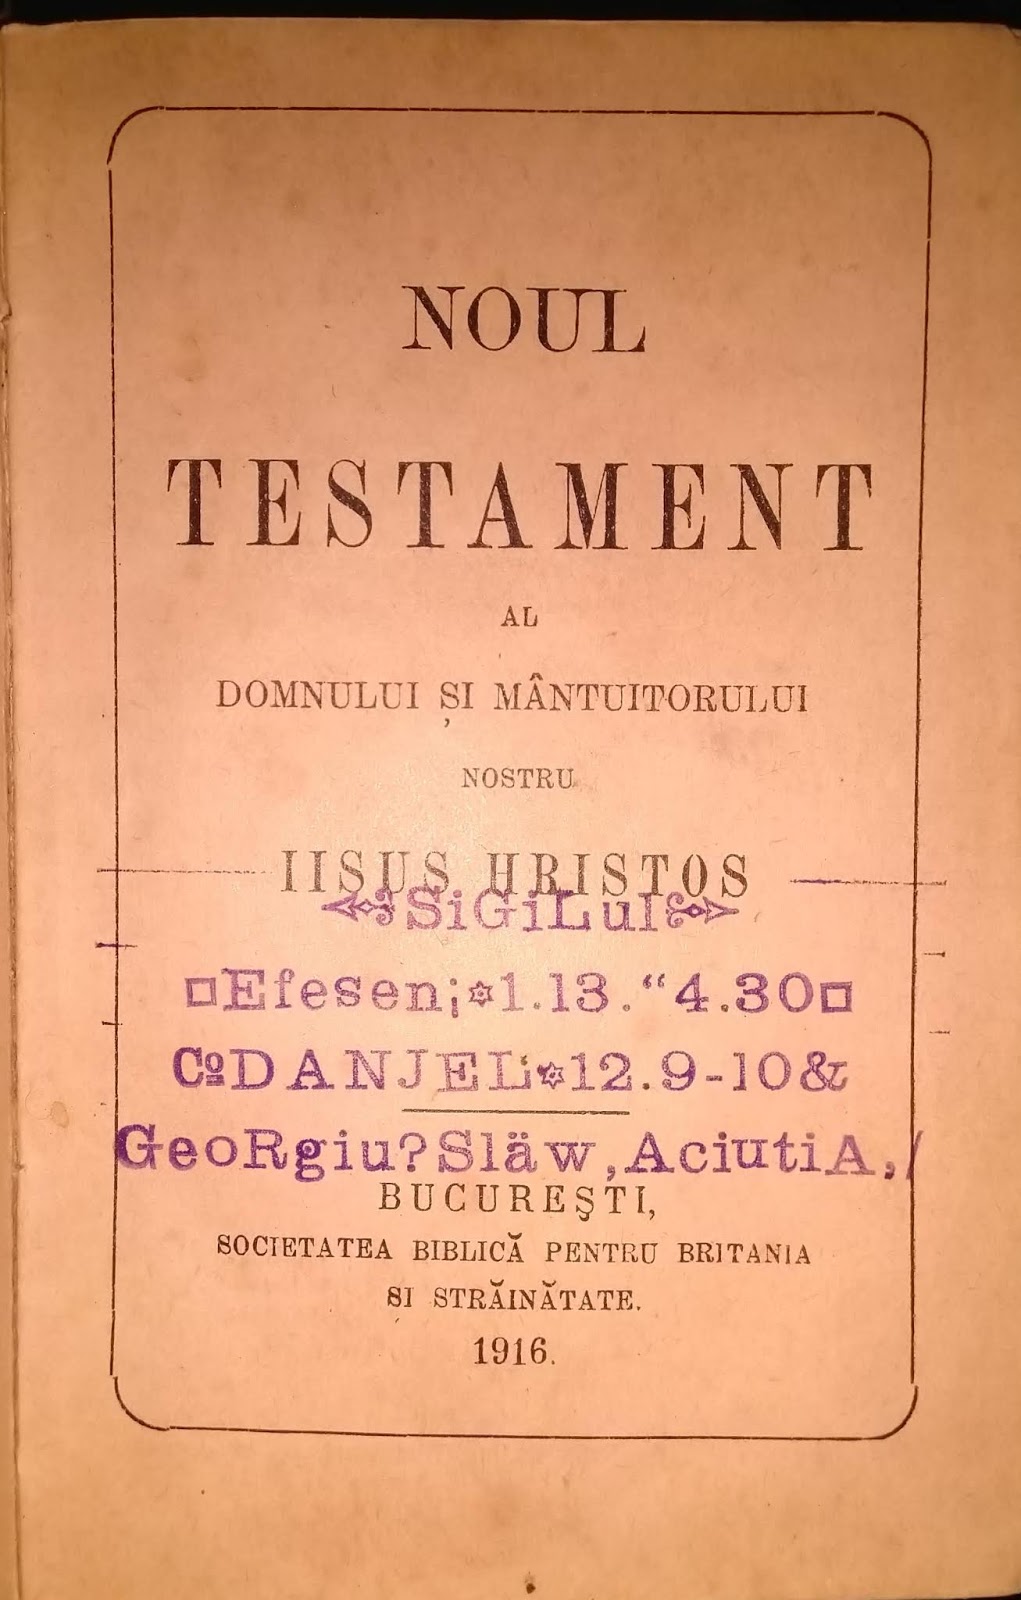 NOUL
TESTAMENT
AL
DOMNULUI ȘI MÂNTUITORULUI
NOSTRU
IISUS HRISTOS
SiGiLul
Efesen¡✡1.13.“4.30
CoDANJEL✡12.9-10&
GeoRgiu?Släw,AciutiA,/
BUCUREŞTI,
SOCIETATEA BIBLICĂ PENTRU BRITANIA
ȘI STRĂINĂTATE.
1916.